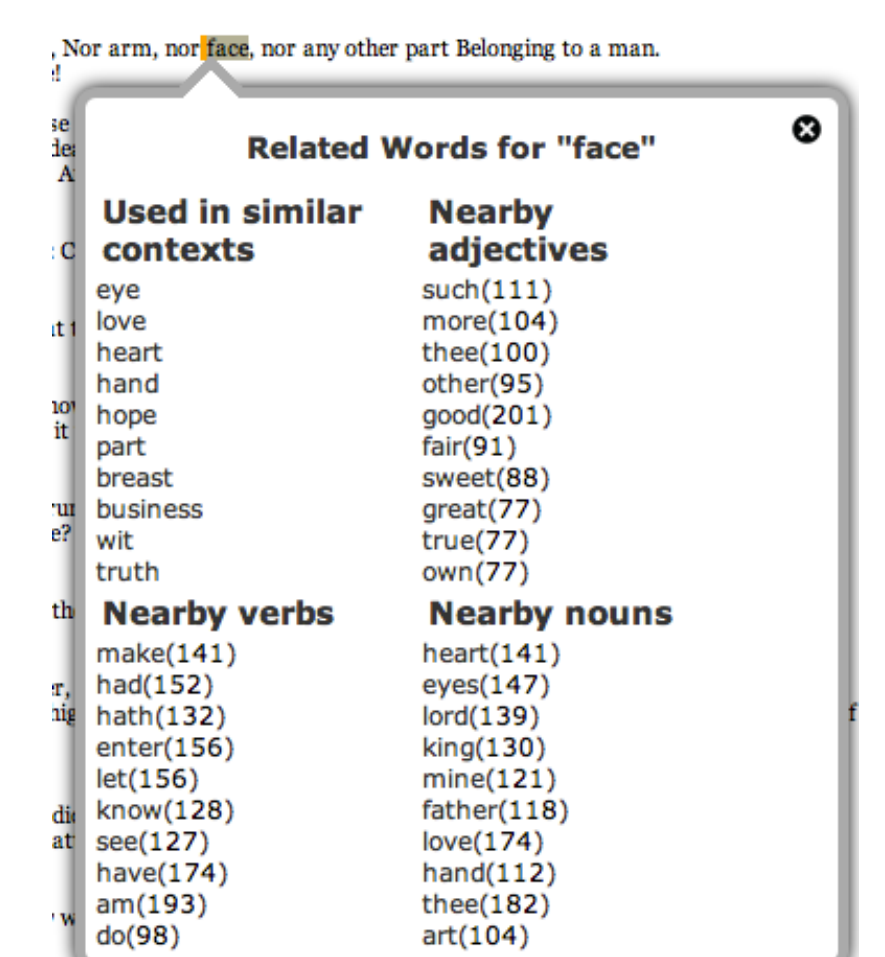 , Nor arm, nor face, nor any other part Belonging to a man.
Related Words for "face"
Used in similar contexts
eye
love
heart
hand
hope
part
breast
business
wit
truth
Nearby adjectives
such(111)
more(104)
thee(100)
other(95)
good(201)
fair(91)
sweet(88)
great(77)
true(77)
own(77)
Nearby verbs
make(141)
had(152)
hath(132)
enter(156)
let(156)
know(128)
see(127)
have(174)
am(193)
do(98)
Nearby nouns
heart(141)
eyes(147)
lord(139)
king(130)
mine(121)
father(118)
love(174)
hand(112)
thee(182)
art(104)